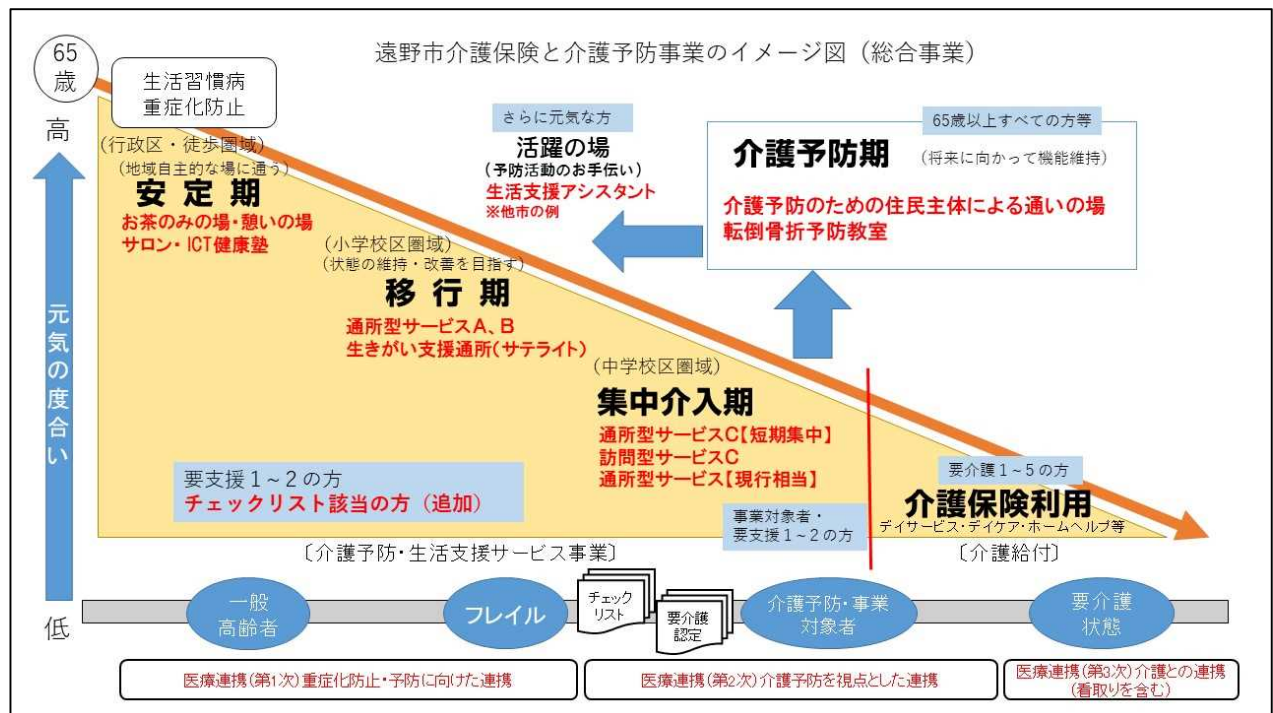 遠野市介護保険と介護予防事業のイメージ図（総合事業）
65
歳
高
元気の度合い
低
生活習慣病
重症化防止
（行政区・徒歩圏域）
（地域自主的な場に通う）
安定期
お茶のみの場・憩いの場
サロン・ICT健康塾
（小学校区圏域）
（状態の維持・改善を目指す）
移行期
通所型サービスA、B
生きがい支援通所（サテライト）
（中学校区圏域）
集中介入期
通所型サービスC【短期集中】
訪問型サービスC
通所型サービス【現行相当】
さらに元気な方
活躍の場
（予防活動のお手伝い）
生活支援アシスタント
※他市の例
65歳以上すべての方等
介護予防期
（将来に向かって機能維持）
介護予防のための住民主体による通いの場
転倒骨折予防教室
要支援１～２の方
チェックリスト該当の方（追加）
事業対象者・
要支援１～２の方
要介護１～５の方
介護保険利用
デイサービス・デイケア・ホームヘルプ等
〔介護予防・生活支援サービス事業〕
〔介護給付〕
一般
高齢者
フレイル
チェック
リスト
要介護
認定
介護予防・事業
対象者
要介護
状態
医療連携(第1次)重症化防止・予防に向けた連携
医療連携(第2次)介護予防を視点とした連携
医療連携(第3次)介護との連携
（看取りを含む）